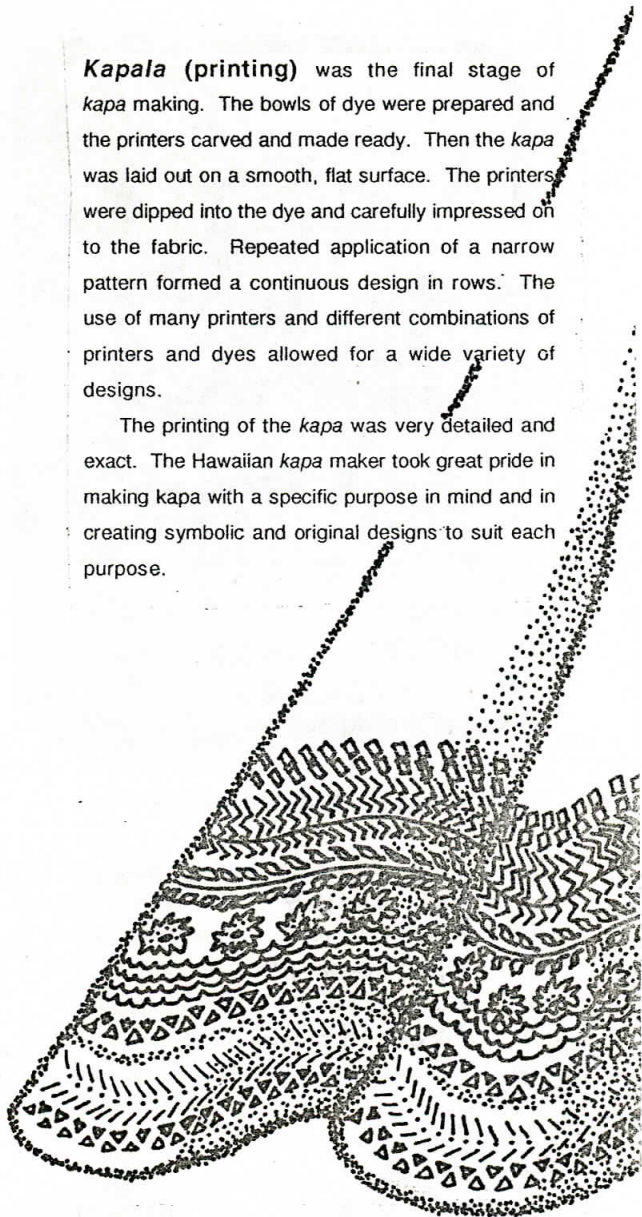 Kapala (printing) was the final stage of
kapa making. The bowls of dye were prepared and
the printers carved and made ready. Then the kapa
was laid out on a smooth, flat surface. The printers
were dipped into the dye and carefully impressed on
to the fabric. Repeated application of a narrow
pattern formed a continuous design in rows. The
use of many printers and different combinations of
printers and dyes allowed for a wide variety of
designs.
The printing of the kapa was very detailed and
exact. The Hawaiian kapa maker took great pride in
making kapa with a specific purpose in mind and in
creating symbolic and original designs to suit each
purpose.